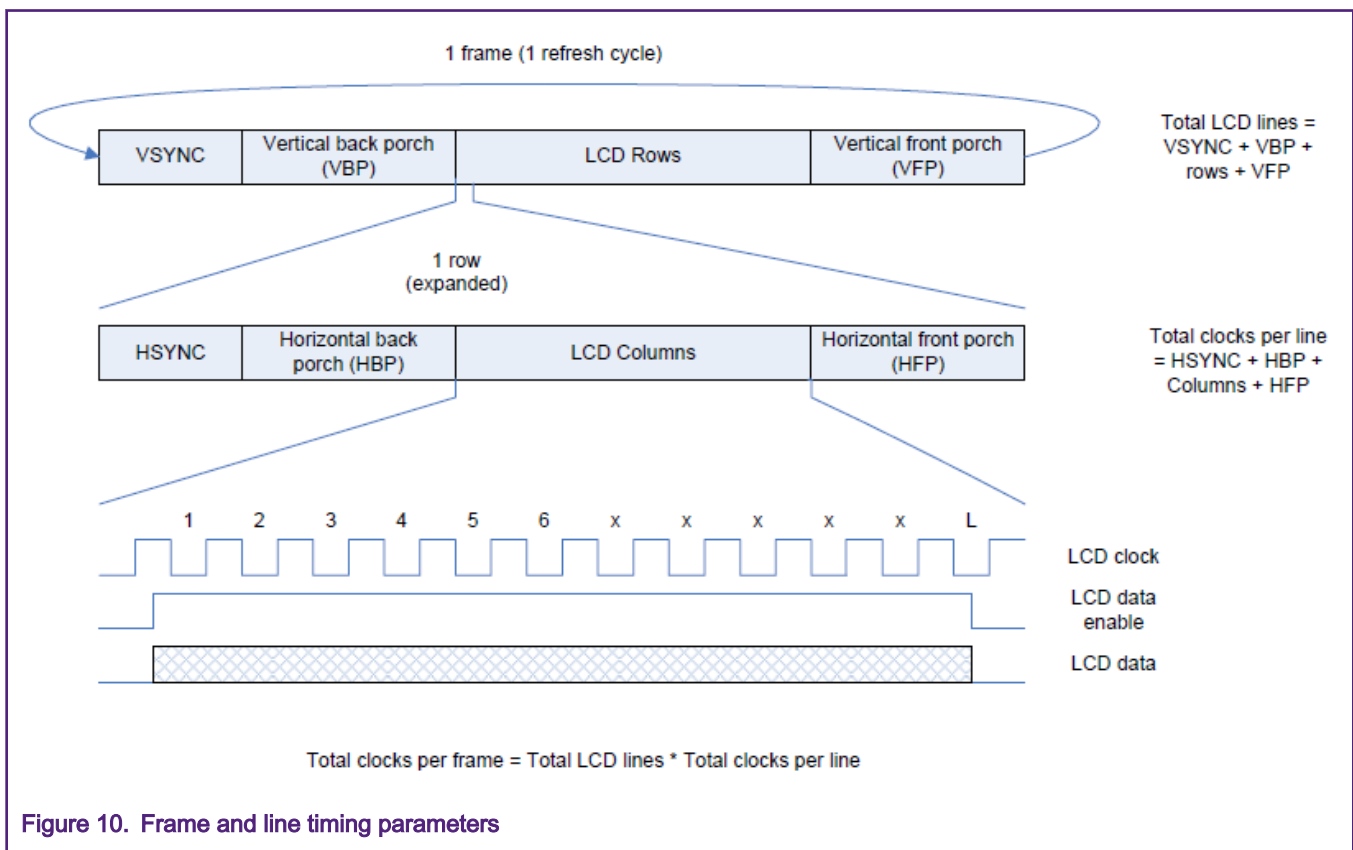 1 frame (1 refresh cycle)
VSYNC
Vertical back porch
(VBP)
LCD Rows
Vertical front porch
(VFP)
Total LCD lines =
VSYNC + VBP +
rows + VFP
1 row
(expanded)
HSYNC
Horizontal back
porch (HBP)
LCD Columns
Horizontal front porch
(HFP)
Total clocks per line
= HSYNC + HBP +
Columns + HFP
1 2 3 4 5 6 x x x x x L
LCD clock
LCD data
enable
LCD data
Total clocks per frame = Total LCD lines * Total clocks per line
Figure 10. Frame and line timing parameters